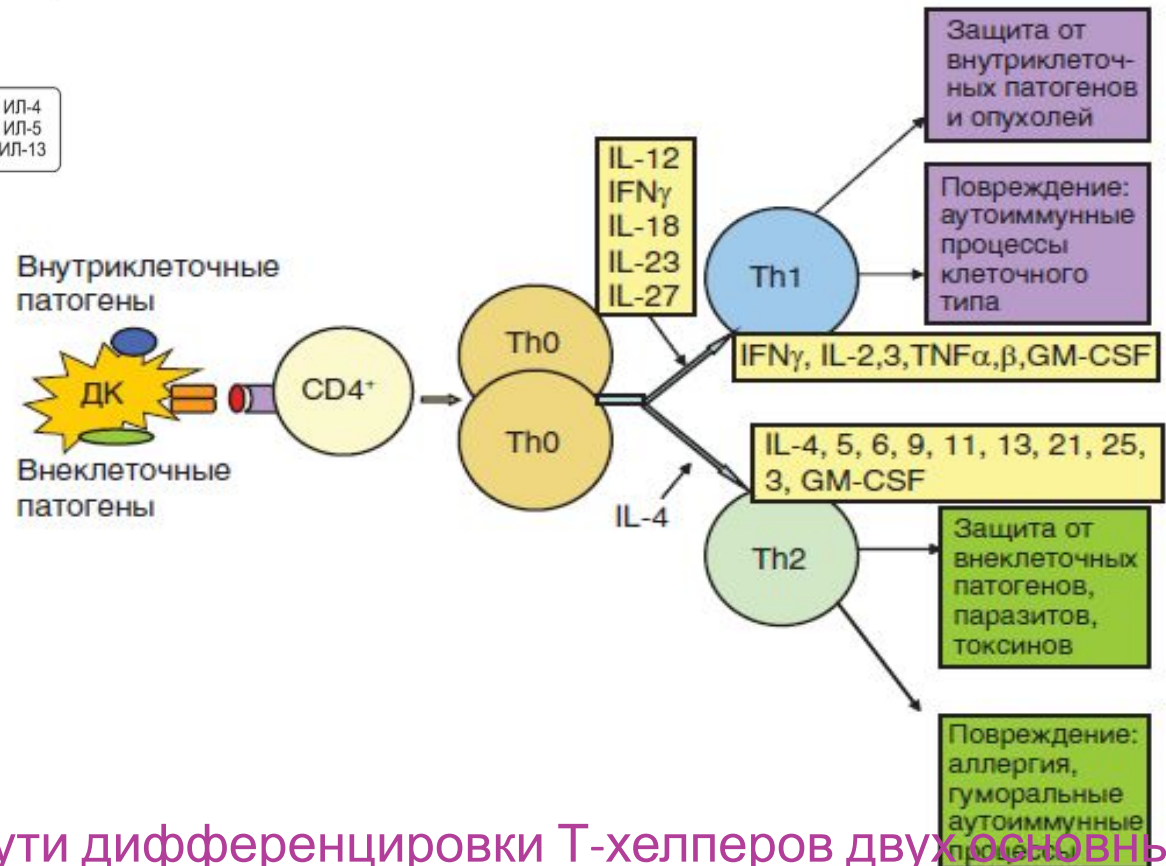 ИЛ-4
ИЛ-5
ИЛ-13
Внутриклеточные
патогены
ДК
Внеклеточные
патогены
CD4⁺
Th0
Th0
IL-12
IFNγ
IL-18
IL-23
IL-27
IL-4
Th1
IFNγ, IL-2,3,TNFα,β,GM-CSF
Защита от
внутриклеточ-
ных патогенов
и опухолей
Повреждение:
аутоиммунные
процессы
клеточного
типа
IL-4, 5, 6, 9, 11, 13, 21, 25,
3, GM-CSF
Th2
Защита от
внеклеточных
патогенов,
паразитов,
токсинов
Повреждение:
аллергия,
гуморальные
аутоиммунные
процессы
ути дифференцировки Т-хелперов двух основны